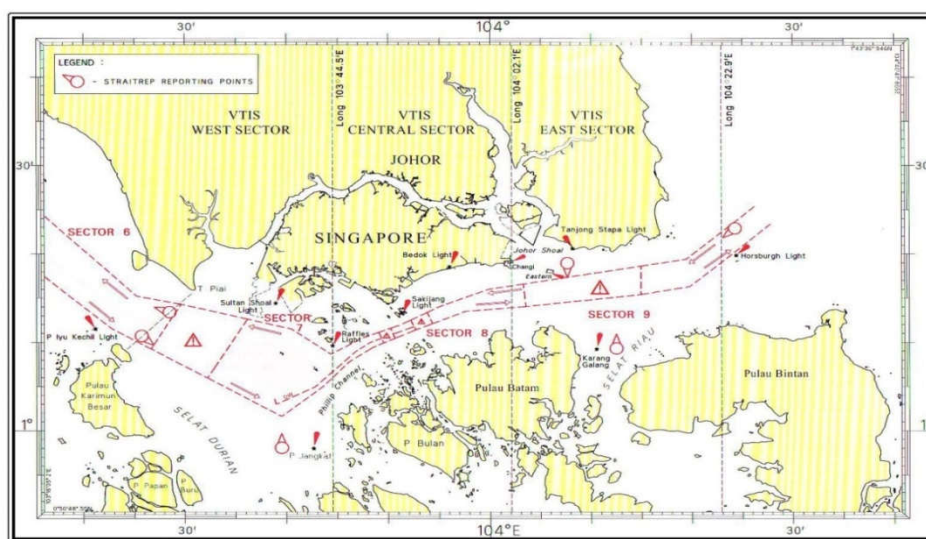 30'
104°
30'
LEGEND :
- STRAITREP REPORTING POINTS
Long 103° 44.5'E
Long 104° 02.1'E
Long 104° 22.9'E
VTIS
WEST SECTOR
VTIS
CENTRAL SECTOR
VTIS
EAST SECTOR
JOHOR
30'
30'
SECTOR 6
SINGAPORE
Tanjong Stapa Light
Johor Shoal
Bedok Light
Changi
Horsburgh Light
Eastern
T Piai
Sultan Shoal
Light
Sakijang
Light
SECTOR
7
SECTOR 8
SECTOR 9
P Iyu Kechil Light
Raffles
Light
Karang
Galang
SELAT RIAU
Pulau
Karimun
Besar
Phillip Channel
Pulau Batam
Pulau Bintan
SELAT DURIAN
1°
1°
P Bulan
P Jangkat
P Papan
P
Buru
30'
104°E
30'